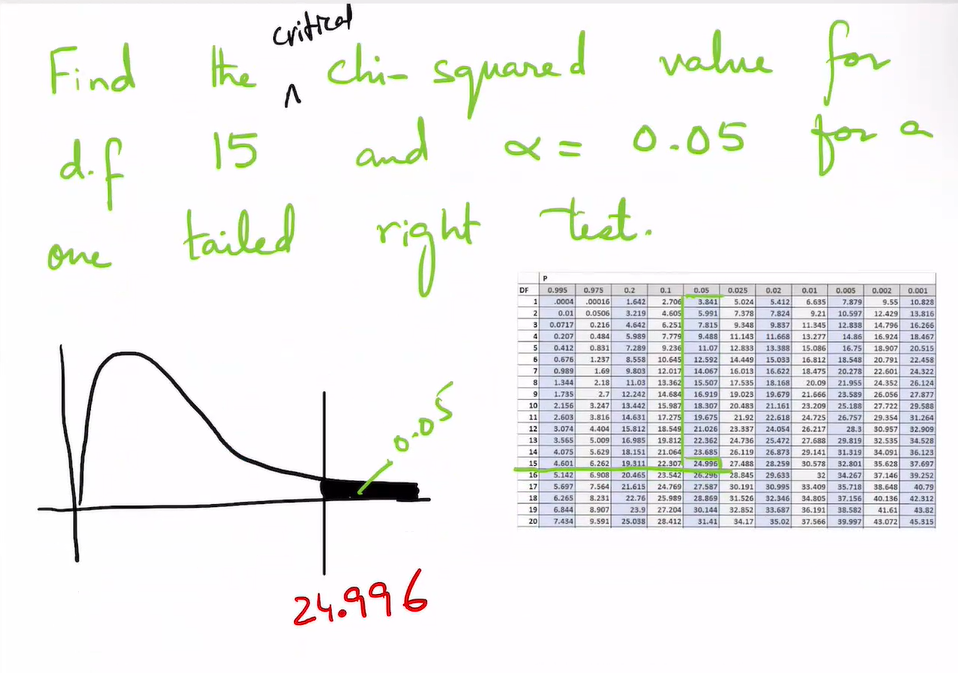 critical
Find the ^ chi-squared value for
d.f 15 and α = 0.05 for a
one tailed right test.
P
DF 0.995 0.975 0.2 0.1 0.05 0.025 0.02 0.01 0.005 0.002 0.001
1 .0004 .00016 1.642 2.706 3.841 5.024 5.412 6.635 7.879 9.55 10.828
2 0.01 0.0506 3.219 4.605 5.991 7.378 7.824 9.21 10.597 12.429 13.816
3 0.0717 0.216 4.642 6.251 7.815 9.348 9.837 11.345 12.838 14.796 16.266
4 0.207 0.484 5.989 7.779 9.488 11.143 11.668 13.277 14.86 16.924 18.467
5 0.412 0.831 7.289 9.236 11.07 12.833 13.388 15.086 16.75 18.907 20.515
6 0.676 1.237 8.558 10.645 12.592 14.449 15.033 16.812 18.548 20.791 22.458
7 0.989 1.69 9.803 12.017 14.067 16.013 16.622 18.475 20.278 22.601 24.322
8 1.344 2.18 11.03 13.362 15.507 17.535 18.168 20.09 21.955 24.352 26.124
9 1.735 2.7 12.242 14.684 16.919 19.023 19.679 21.666 23.589 26.056 27.877
10 2.156 3.247 13.442 15.987 18.307 20.483 21.161 23.209 25.188 27.722 29.588
11 2.603 3.816 14.631 17.275 19.675 21.92 22.618 24.725 26.757 29.354 31.264
12 3.074 4.404 15.812 18.549 21.026 23.337 24.054 26.217 28.3 30.957 32.909
13 3.565 5.009 16.985 19.812 22.362 24.736 25.472 27.688 29.819 32.535 34.528
14 4.075 5.629 18.151 21.064 23.685 26.119 26.873 29.141 31.319 34.091 36.123
15 4.601 6.262 19.311 22.307 24.996 27.488 28.259 30.578 32.801 35.628 37.697
16 5.142 6.908 20.465 23.542 26.296 28.845 29.633 32 34.267 37.146 39.252
17 5.697 7.564 21.615 24.769 27.587 30.191 30.995 33.409 35.718 38.648 40.79
18 6.265 8.231 22.76 25.989 28.869 31.526 32.346 34.805 37.156 40.136 42.312
19 6.844 8.907 23.9 27.204 30.144 32.852 33.687 36.191 38.582 41.61 43.82
20 7.434 9.591 25.038 28.412 31.41 34.17 35.02 37.566 39.997 43.072 45.315
0.05
24.996